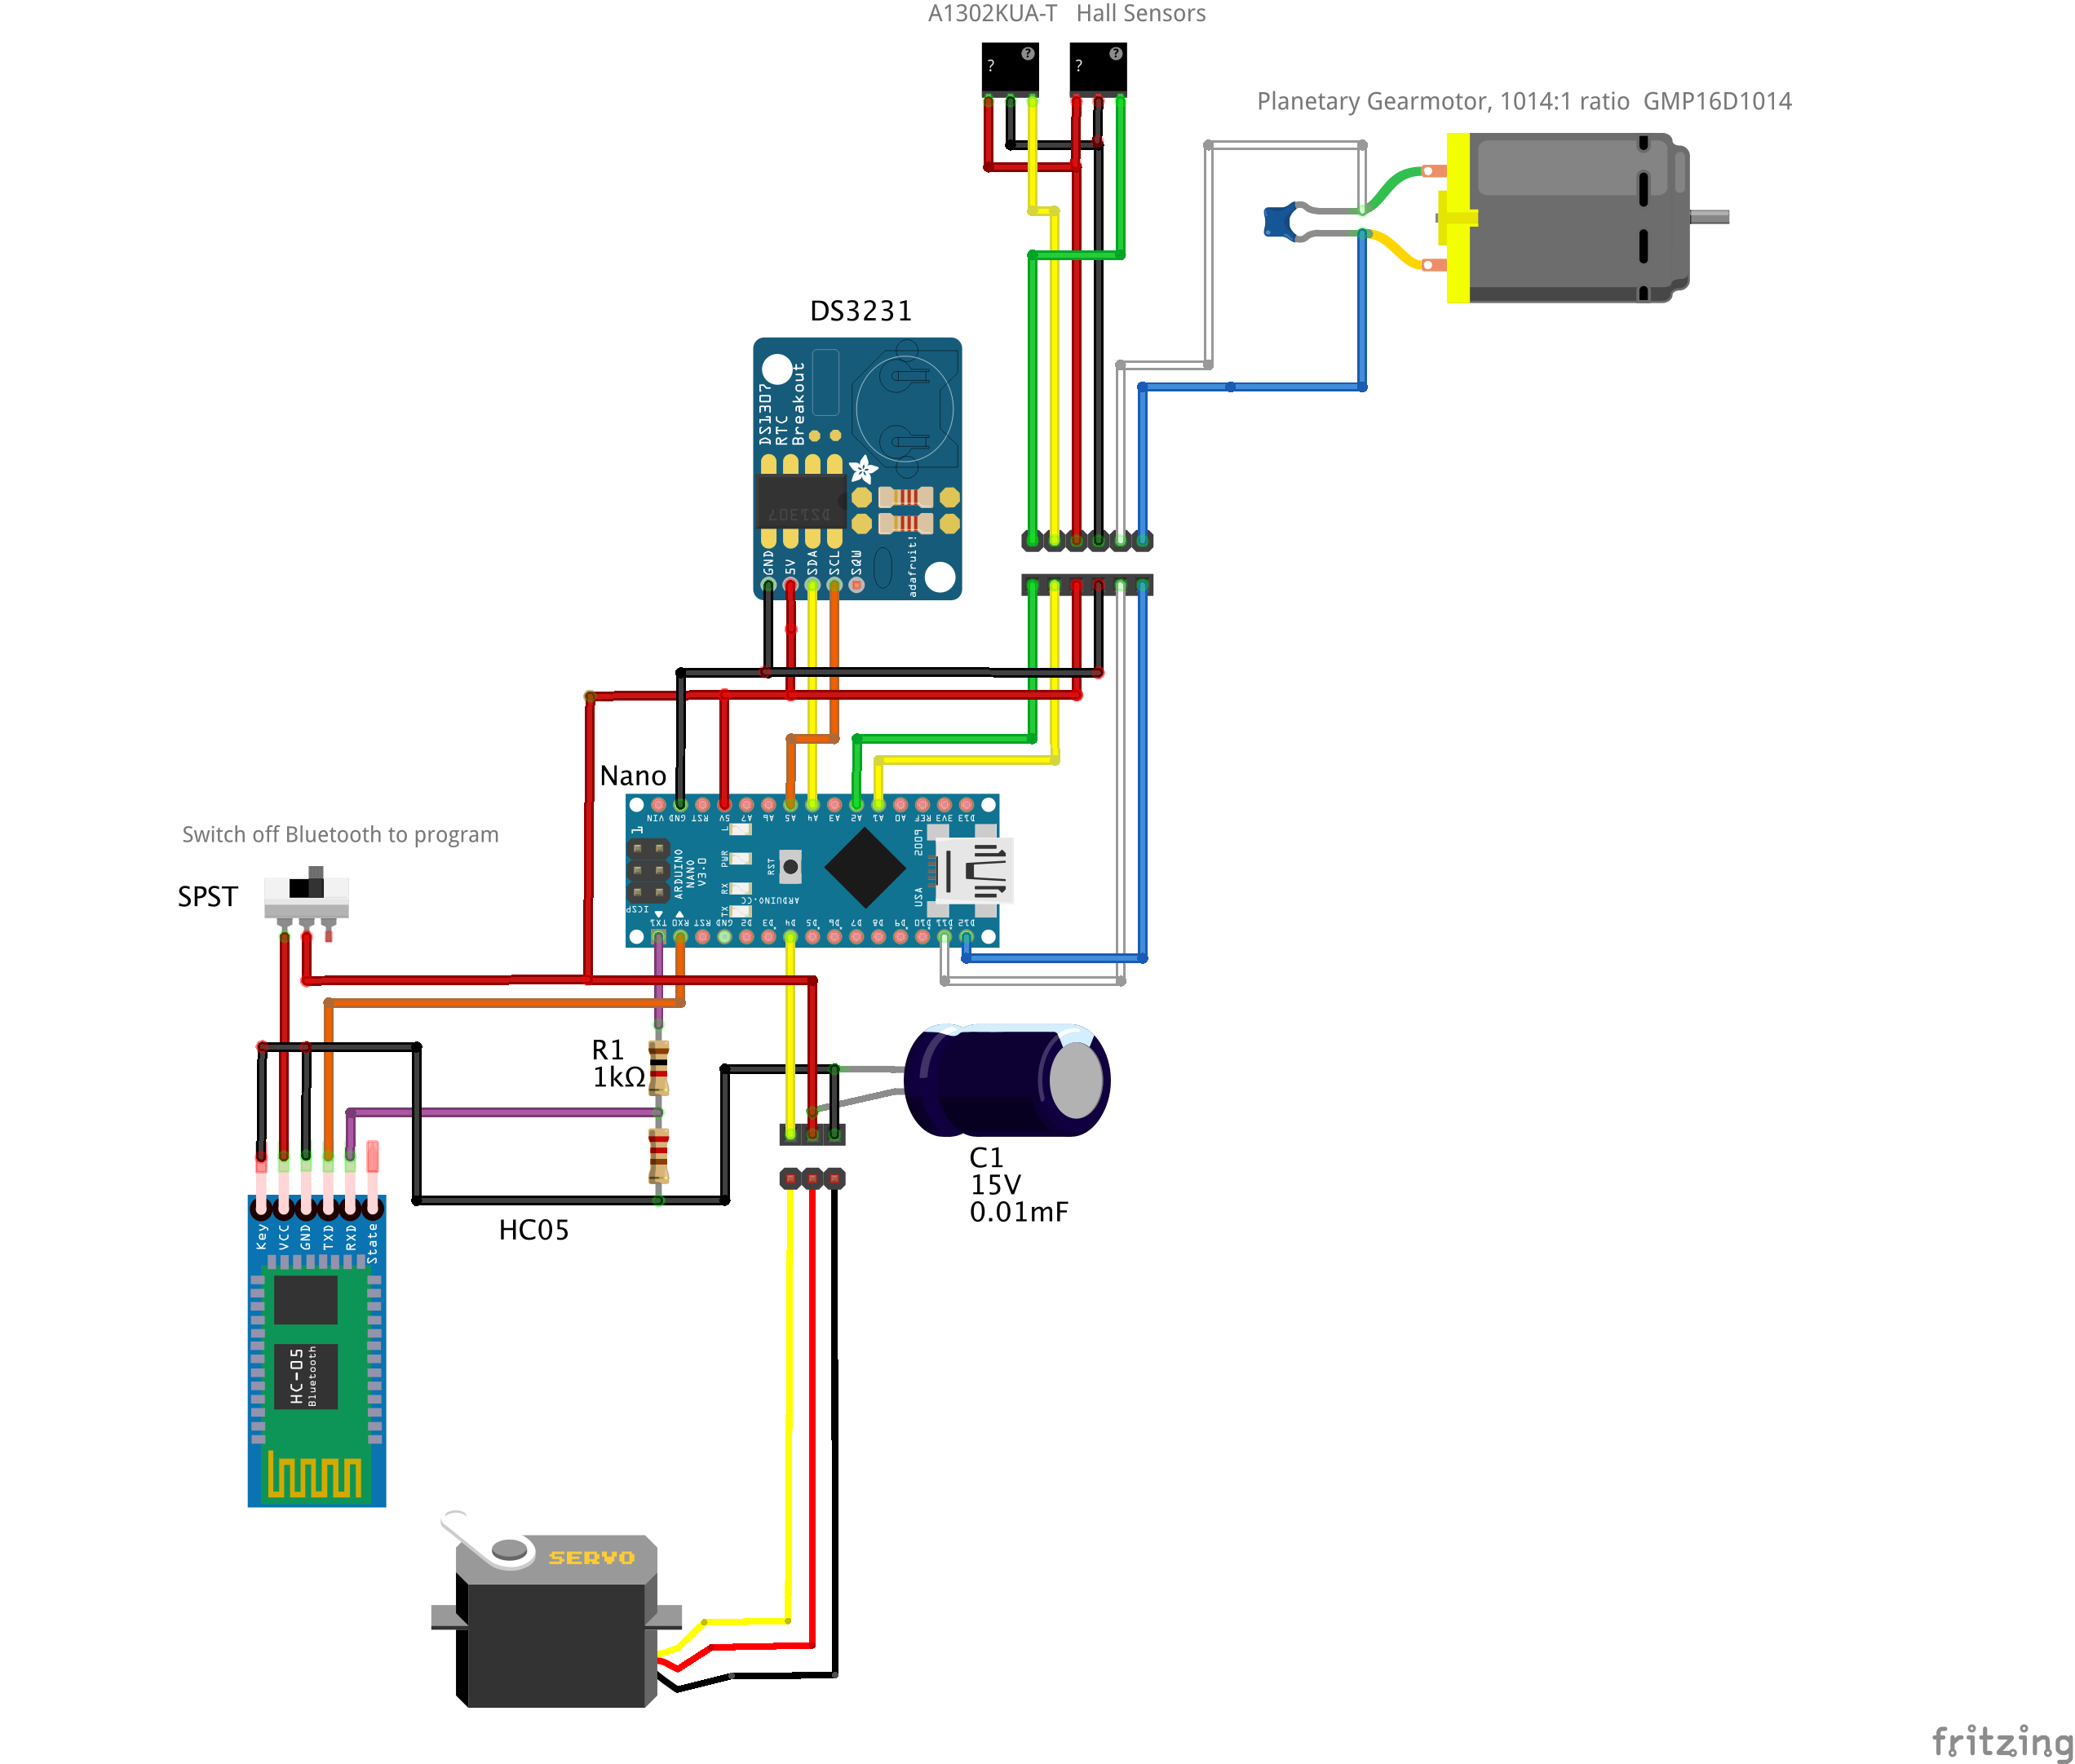 A1302KUA-T   Hall Sensors
?
?
?
?
Planetary Gearmotor, 1014:1 ratio  GMP16D1014
DS3231
DS1307
RTC
Breakout
DS1307
GND
5V
SDA
SCL
SQW
adafruit!
Nano
VIN
GND
RST
5V
A7
A6
A5
A4
A3
A2
A1
A0
REF
3V3
D13
1
L
PWR
RX
TX
RST
ARDUINO
NANO
V3.0
ARDUINO.CC
2009
USA
ICSP
TX1
RX0
RST
GND
D2
D3
D4
D5
D6
D7
D8
D9
D10
D11
D12
Switch off Bluetooth to program
SPST
R1
1kΩ
C1
15V
0.01mF
HC05
Key
VCC
GND
TXD
RXD
State
HC-05
Bluetooth
SERVO
fritzing